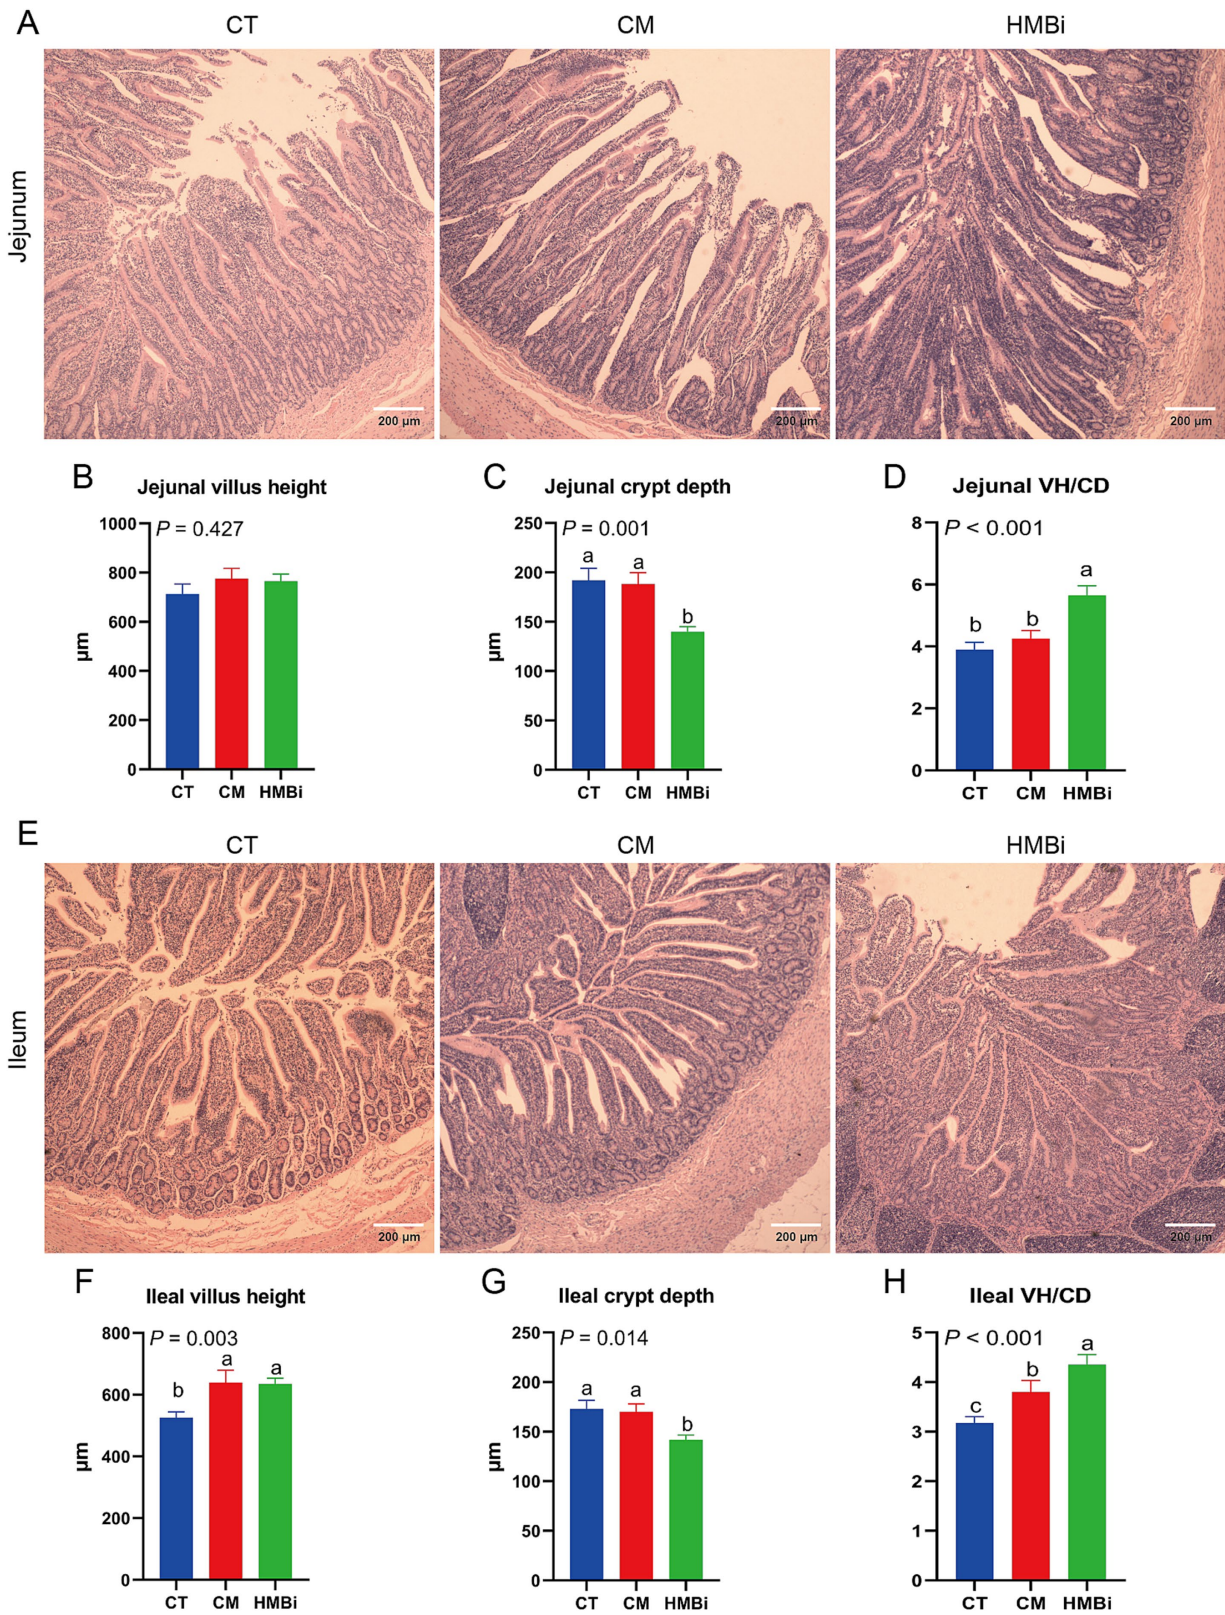 A
CT
CM
HMBi
Jejunum
200 µm
200 µm
200 µm
B
Jejunal villus height
P = 0.427
1000
800
600
400
200
0
µm
CT
CM
HMBi
C
Jejunal crypt depth
P = 0.001
250
200
150
100
50
0
µm
a
a
b
CT
CM
HMBi
D
Jejunal VH/CD
P < 0.001
8
6
4
2
0
b
b
a
CT
CM
HMBi
E
CT
CM
HMBi
Ileum
200 µm
200 µm
200 µm
F
Ileal villus height
P = 0.003
800
600
400
200
0
µm
b
a
a
CT
CM
HMBi
G
Ileal crypt depth
P = 0.014
250
200
150
100
50
0
µm
a
a
b
CT
CM
HMBi
H
Ileal VH/CD
P < 0.001
5
4
3
2
1
0
c
b
a
CT
CM
HMBi